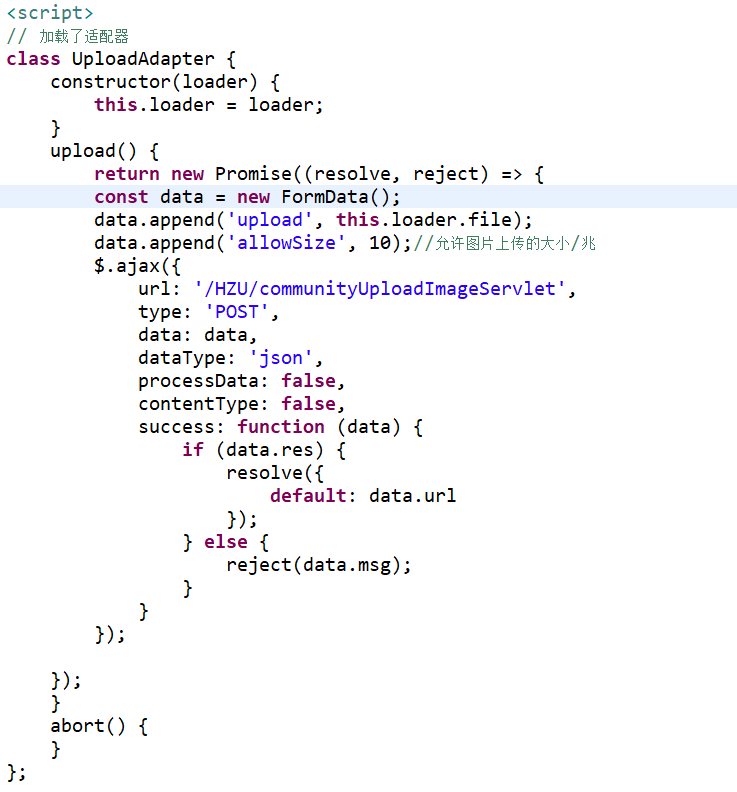 <script>
// 加载了适配器
class UploadAdapter {
    constructor(loader) {
        this.loader = loader;
    }
    upload() {
        return new Promise((resolve, reject) => {
        const data = new FormData();
        data.append('upload', this.loader.file);
        data.append('allowSize', 10);//允许图片上传的大小/兆
        $.ajax({
            url: '/HZU/communityUploadImageServlet',
            type: 'POST',
            data: data,
            dataType: 'json',
            processData: false,
            contentType: false,
            success: function (data) {
                if (data.res) {
                    resolve({
                        default: data.url
                    });
                } else {
                    reject(data.msg);
                }
            }
        });

    });
    }
    abort() {
    }
};